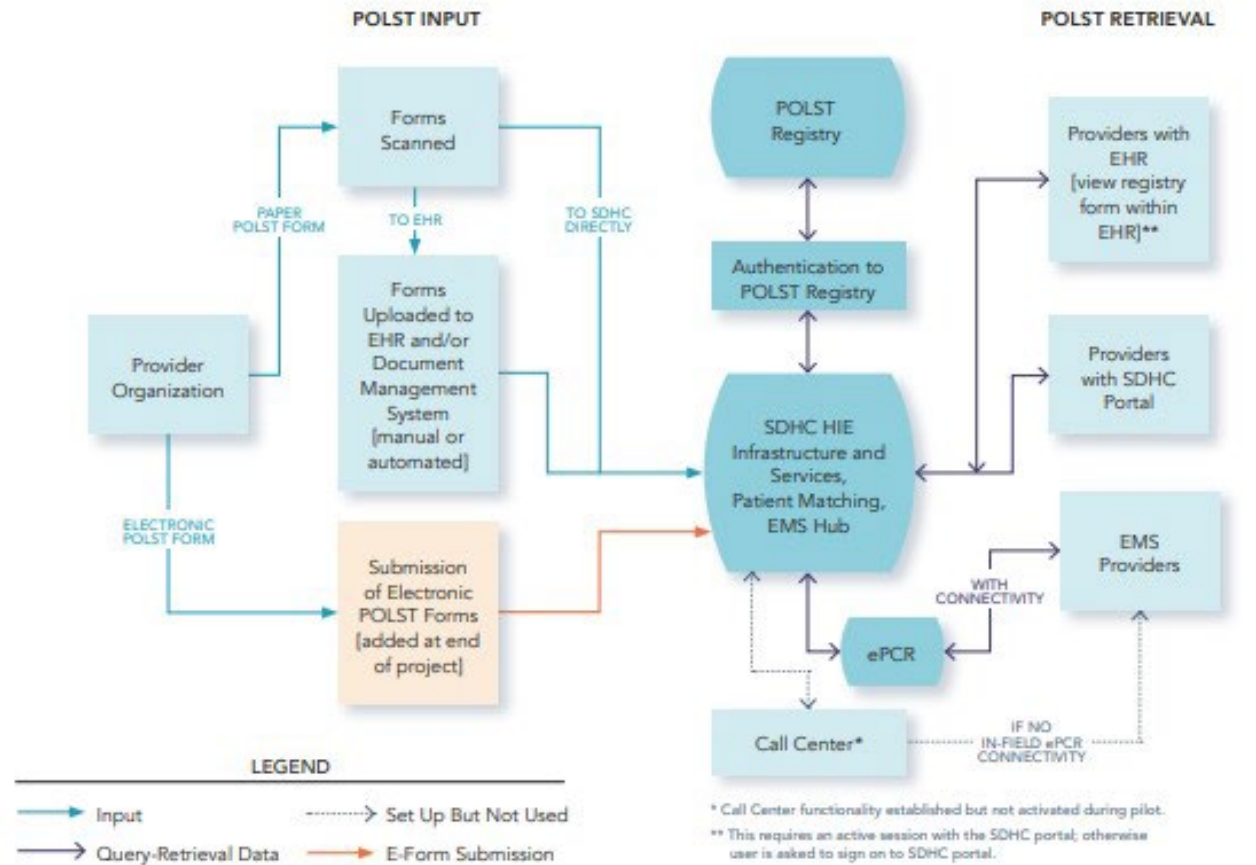 POLST INPUT
POLST RETRIEVAL
Forms
Scanned
PAPER
POLST FORM
TO EHR
TO SDHC
DIRECTLY
Forms
Uploaded to
EHR and/or
Document
Management
System
[manual or
automated]
Provider
Organization
ELECTRONIC
POLST FORM
Submission
of Electronic
POLST Forms
[added at end
of project]
POLST
Registry
Authentication to
POLST Registry
SDHC HIE
Infrastructure and
Services,
Patient Matching,
EMS Hub
ePCR
Call Center*
Providers with
EHR
[view registry
form within
EHR]**
Providers
with SDHC
Portal
EMS
Providers
WITH
CONNECTIVITY
IF NO
IN-FIELD ePCR
CONNECTIVITY
LEGEND
Input
Set Up But Not Used
Query-Retrieval Data
E-Form Submission
* Call Center functionality established but not activated during pilot.
** This requires an active session with the SDHC portal; otherwise
user is asked to sign on to SDHC portal.